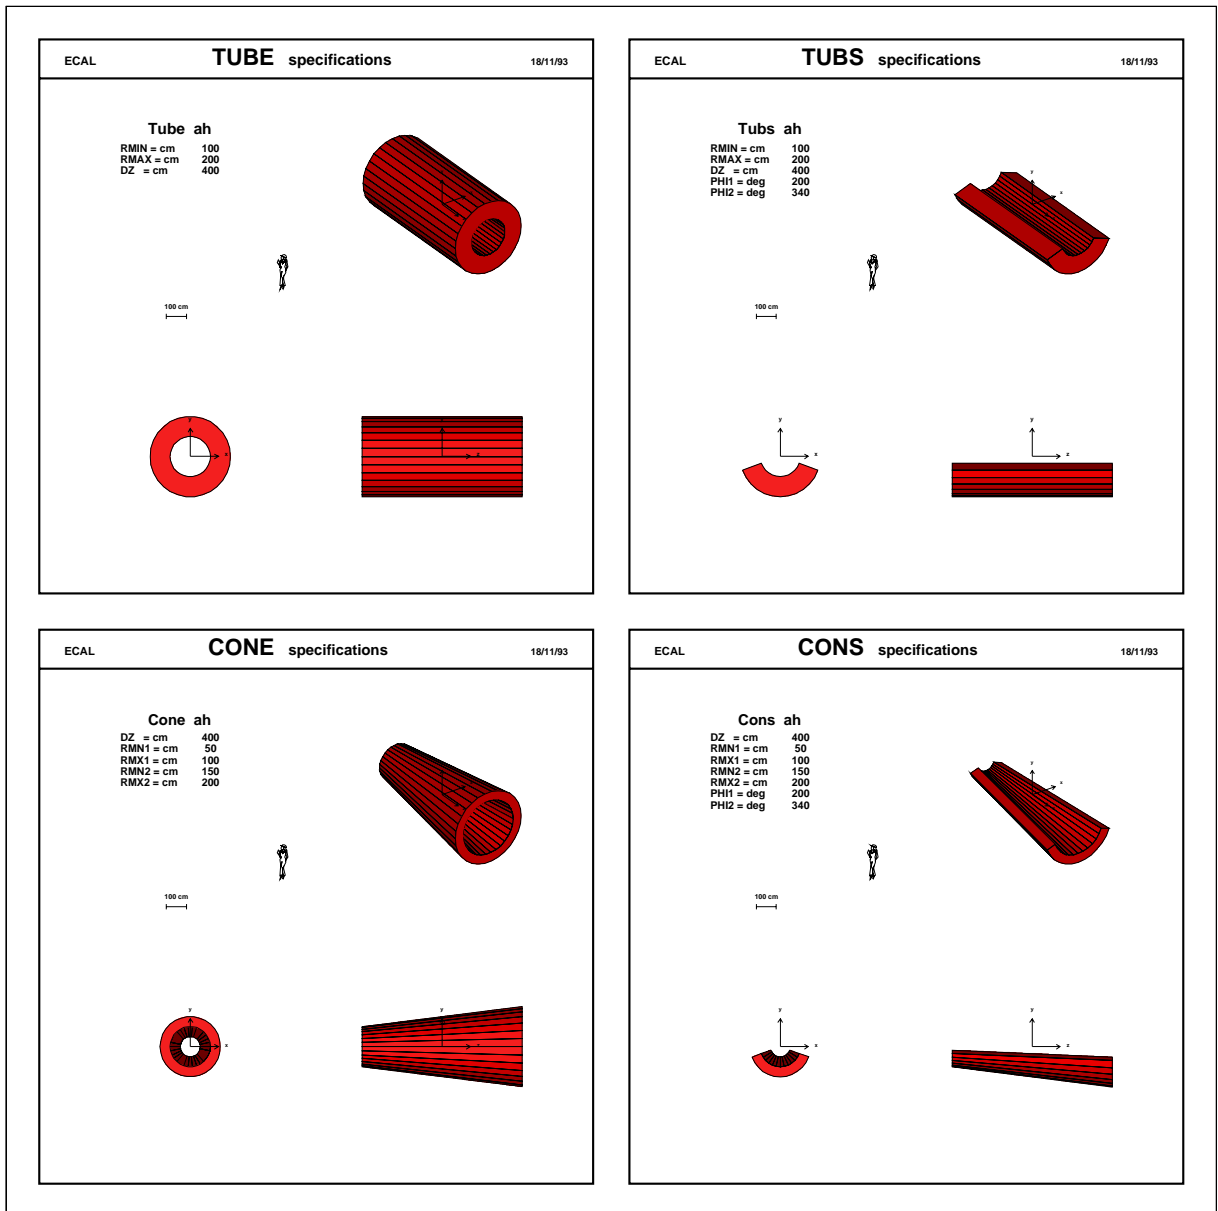 ECAL TUBE specifications 18/11/93
Tube ah
RMIN = cm 100
RMAX = cm 200
DZ = cm 400
100 cm
y
x
ECAL TUBS specifications 18/11/93
Tubs ah
RMIN = cm 100
RMAX = cm 200
DZ = cm 400
PHI1 = deg 200
PHI2 = deg 340
y
x
100 cm
y
x
y
z
ECAL CONE specifications 18/11/93
Cone ah
DZ = cm 400
RMN1 = cm 50
RMX1 = cm 100
RMN2 = cm 150
RMX2 = cm 200
100 cm
y
x
y
ECAL CONS specifications 18/11/93
Cons ah
DZ = cm 400
RMN1 = cm 50
RMX1 = cm 100
RMN2 = cm 150
RMX2 = cm 200
PHI1 = deg 200
PHI2 = deg 340
y
x
100 cm
y
x
y
z